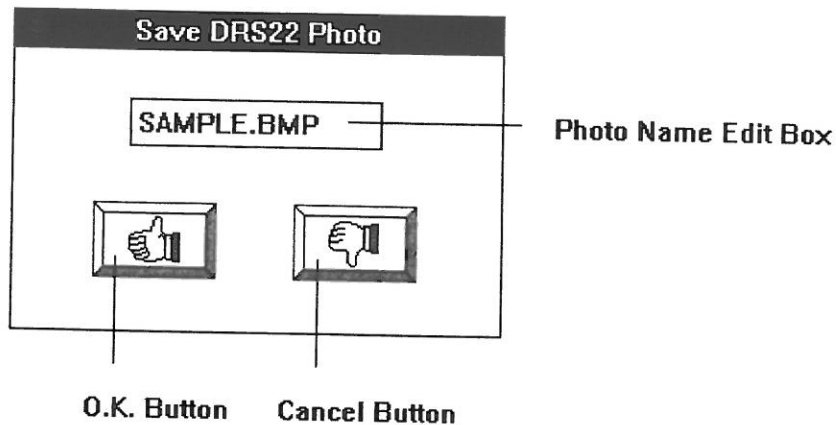 Save DRS22 Photo
SAMPLE.BMP
Photo Name Edit Box
O.K. Button
Cancel Button